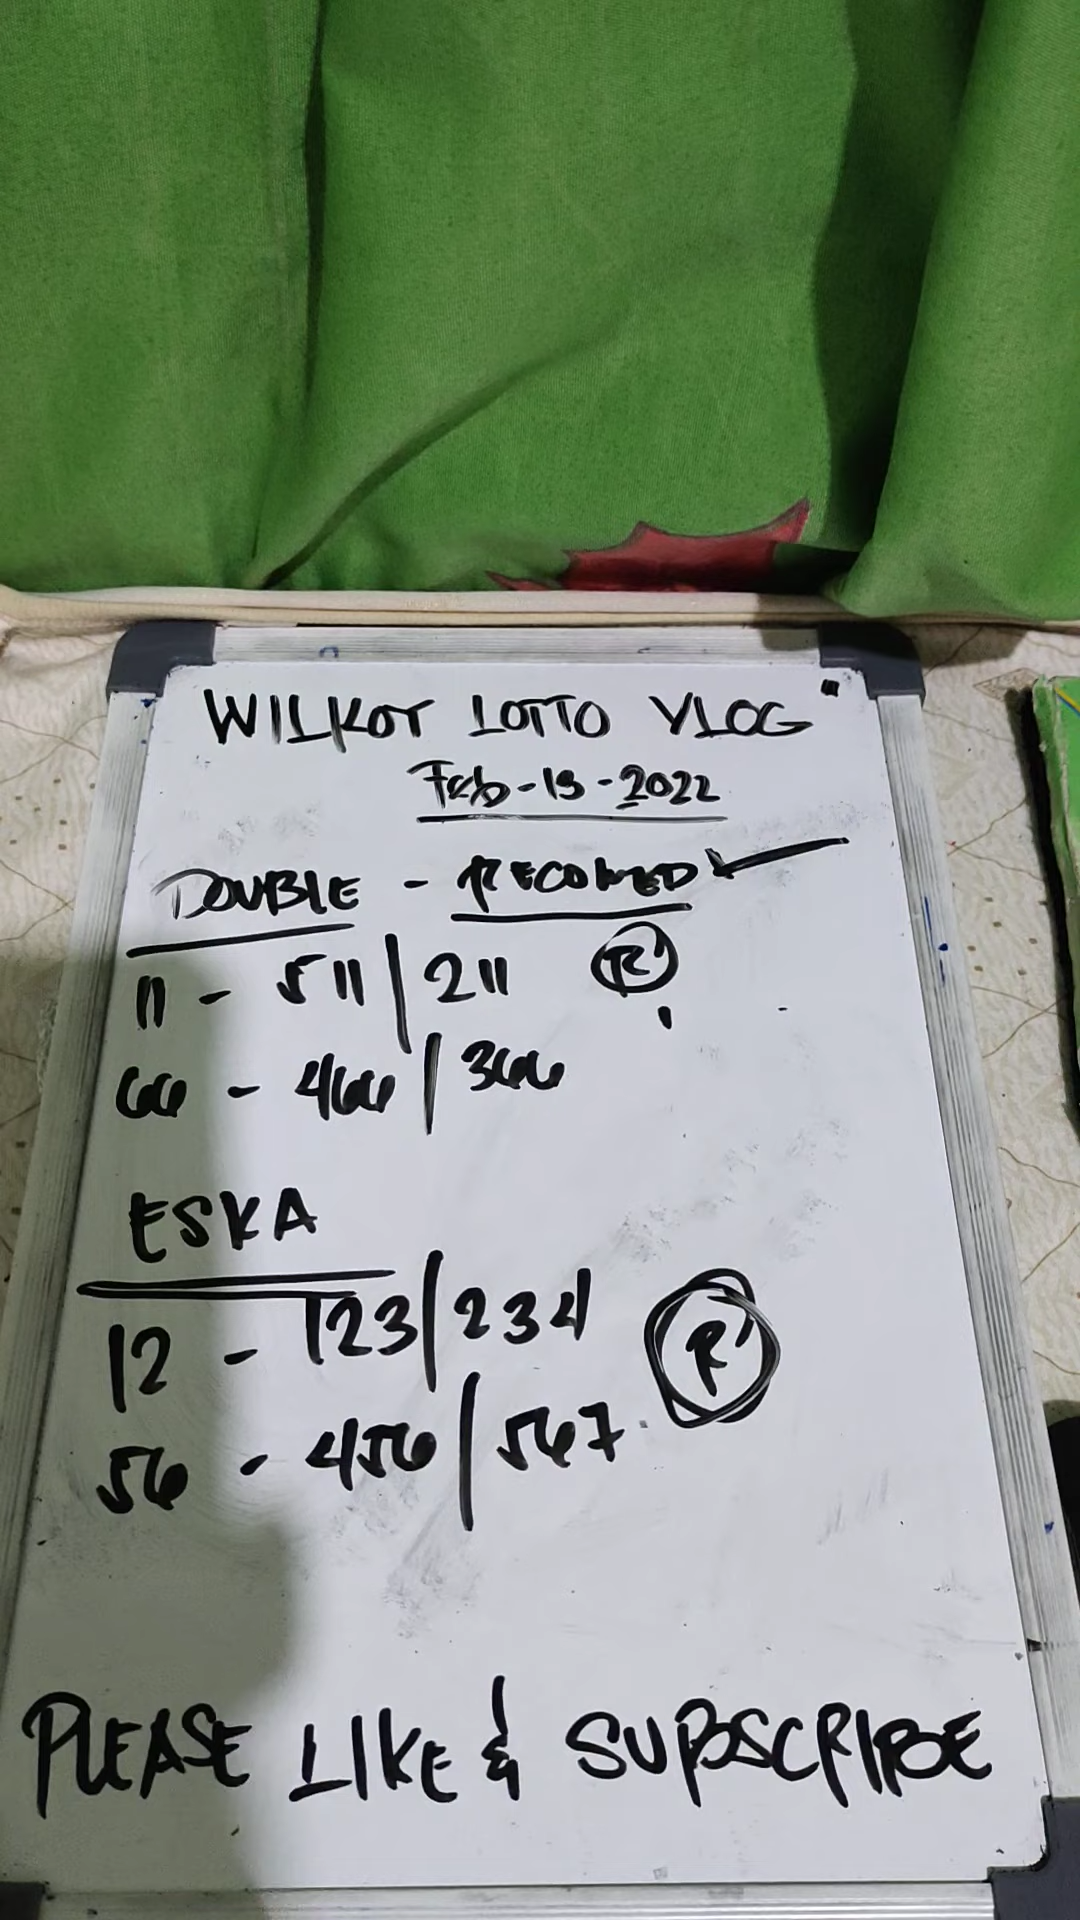 WILKOT LOTTO VLOG"
Feb-19-2022
DOUBLE - RECOMED ✓
11 - 511 / 211 R'
66 - 466 / 366
ESKA
12 - 123 / 234 R'
56 - 456 / 567
PLEASE LIKE & SUBSCRIBE